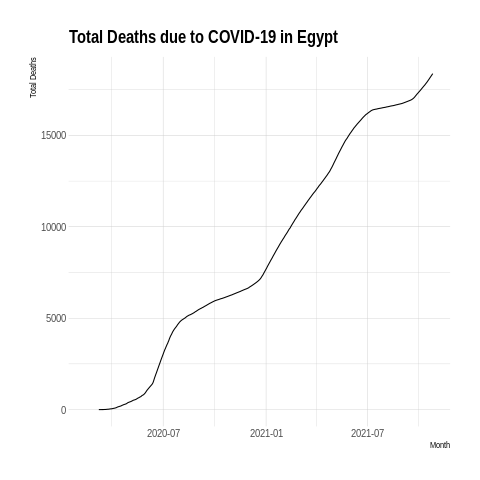 Total Deaths due to COVID-19 in Egypt
Total Deaths
15000
10000
5000
0
2020-07 2021-01 2021-07
Month